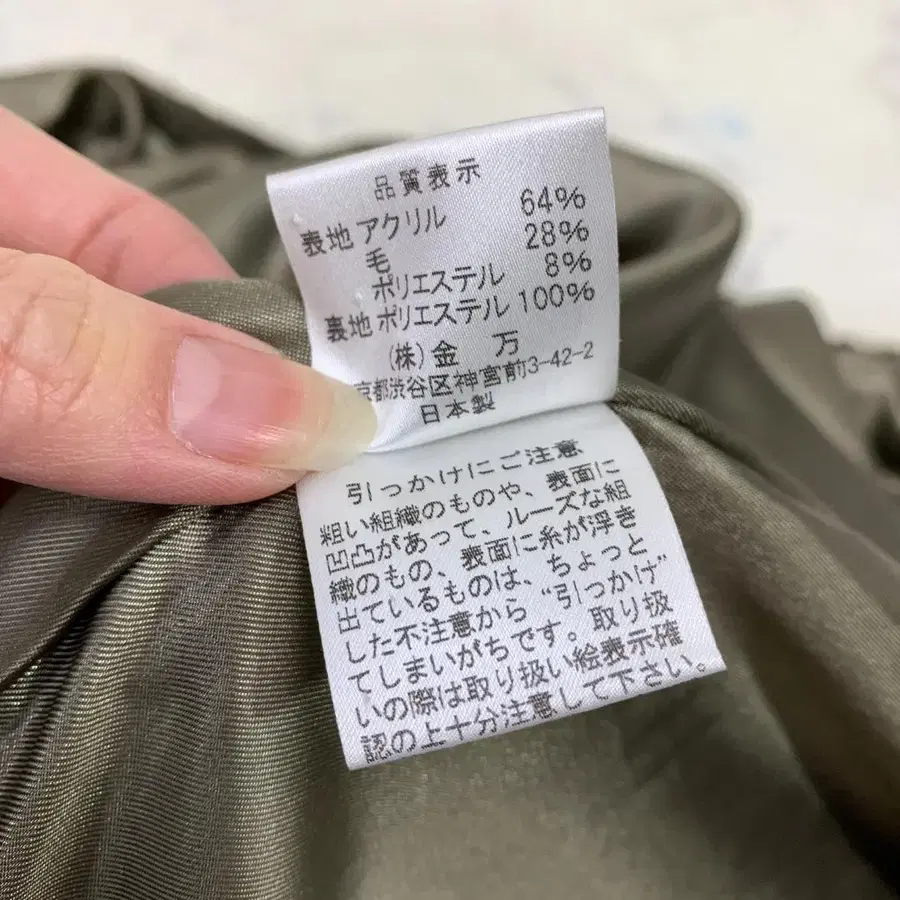 品質表示
表地 アクリル 64%
毛 28%
ポリエステル 8%
裏地 ポリエステル 100%
(株) 金 万
京都渋谷区神宮前3-42-2
日本製
引っかけにご注意
粗い組織のものや、表面に
凹凸があって、ルーズな組
織のもの、表面に糸が浮き
出ているものは、ちょっと
した不注意から“引っかけ”
てしまいがちです。取り扱
いの際は取り扱い絵表示確
認の上十分注意して下さい。